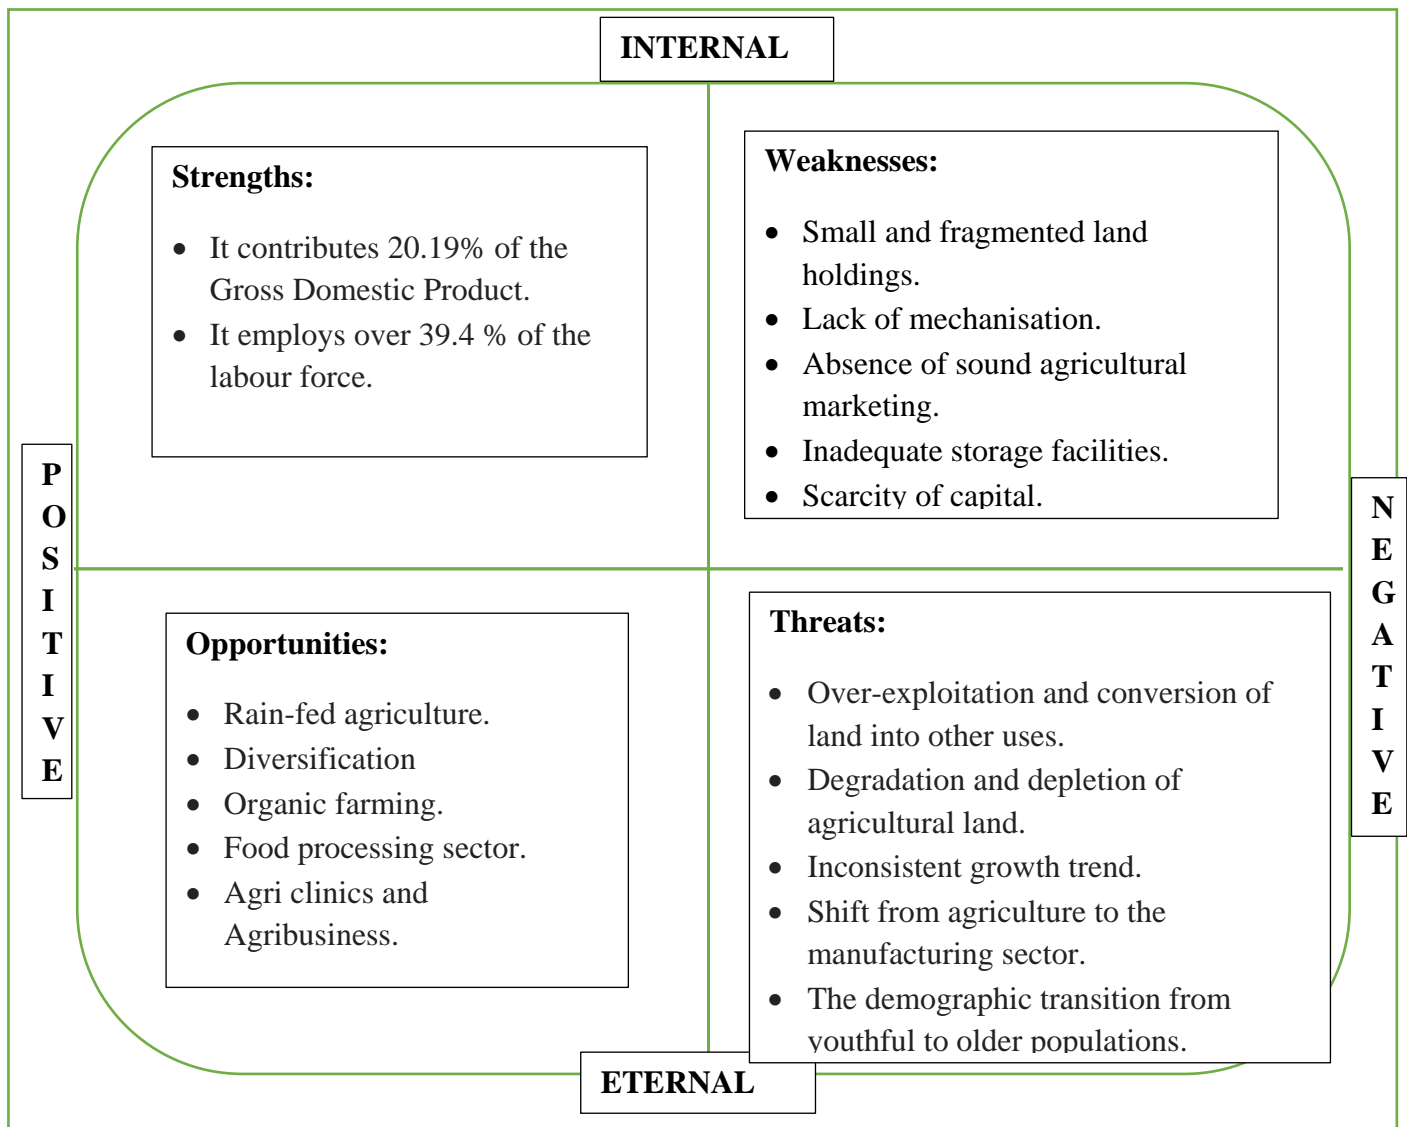 INTERNAL
Strengths:
• It contributes 20.19% of the
Gross Domestic Product.
• It employs over 39.4 % of the
labour force.
Weaknesses:
• Small and fragmented land
holdings.
• Lack of mechanisation.
• Absence of sound agricultural
marketing.
• Inadequate storage facilities.
• Scarcity of capital.
POSITIVE
NEGATIVE
Opportunities:
• Rain-fed agriculture.
• Diversification
• Organic farming.
• Food processing sector.
• Agri clinics and
Agribusiness.
Threats:
• Over-exploitation and conversion of
land into other uses.
• Degradation and depletion of
agricultural land.
• Inconsistent growth trend.
• Shift from agriculture to the
manufacturing sector.
• The demographic transition from
youthful to older populations.
ETERNAL